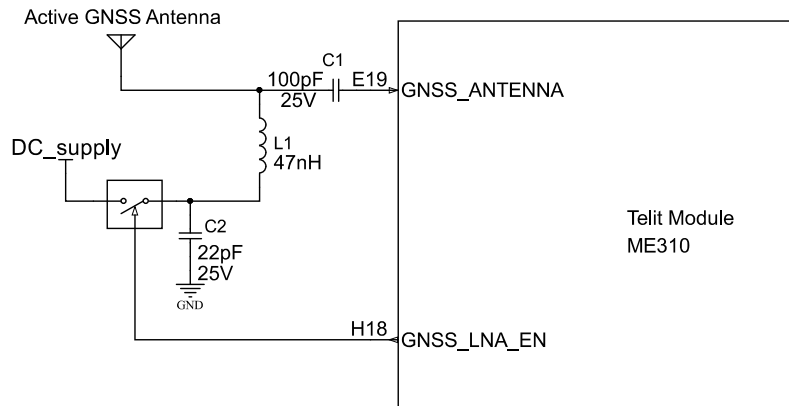 Active GNSS Antenna
C1
100pF
25V
E19
GNSS_ANTENNA
L1
47nH
DC_supply
C2
22pF
25V
GND
Telit Module
ME310
H18
GNSS_LNA_EN